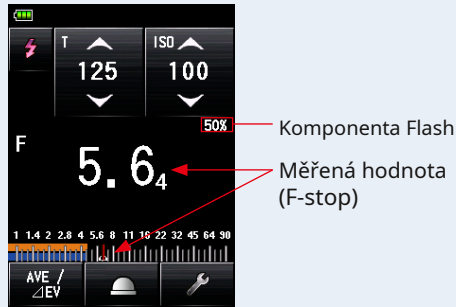 T
ISO
125
100
50%
Komponenta Flash
F
5.6₄
Měřená hodnota
(F-stop)
1 1.4 2 2.8 4 5.6 8 11 16 22 32 45 64 90
AVE /
⊿EV